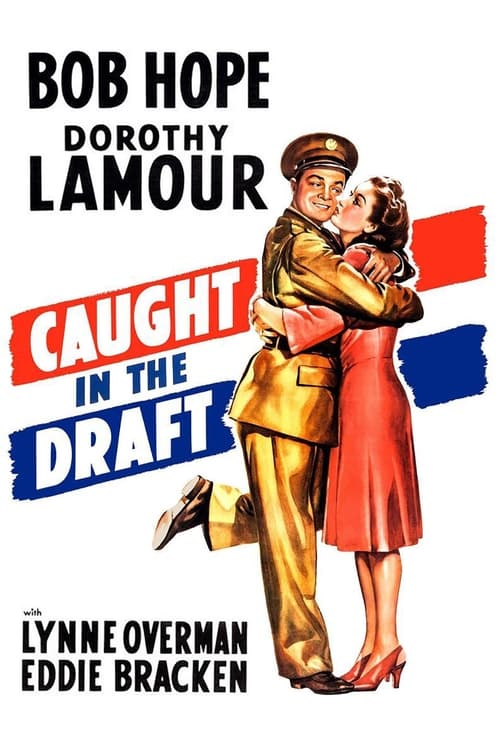 BOB HOPE
DOROTHY
LAMOUR
CAUGHT
IN THE
DRAFT
with
LYNNE OVERMAN
EDDIE BRACKEN